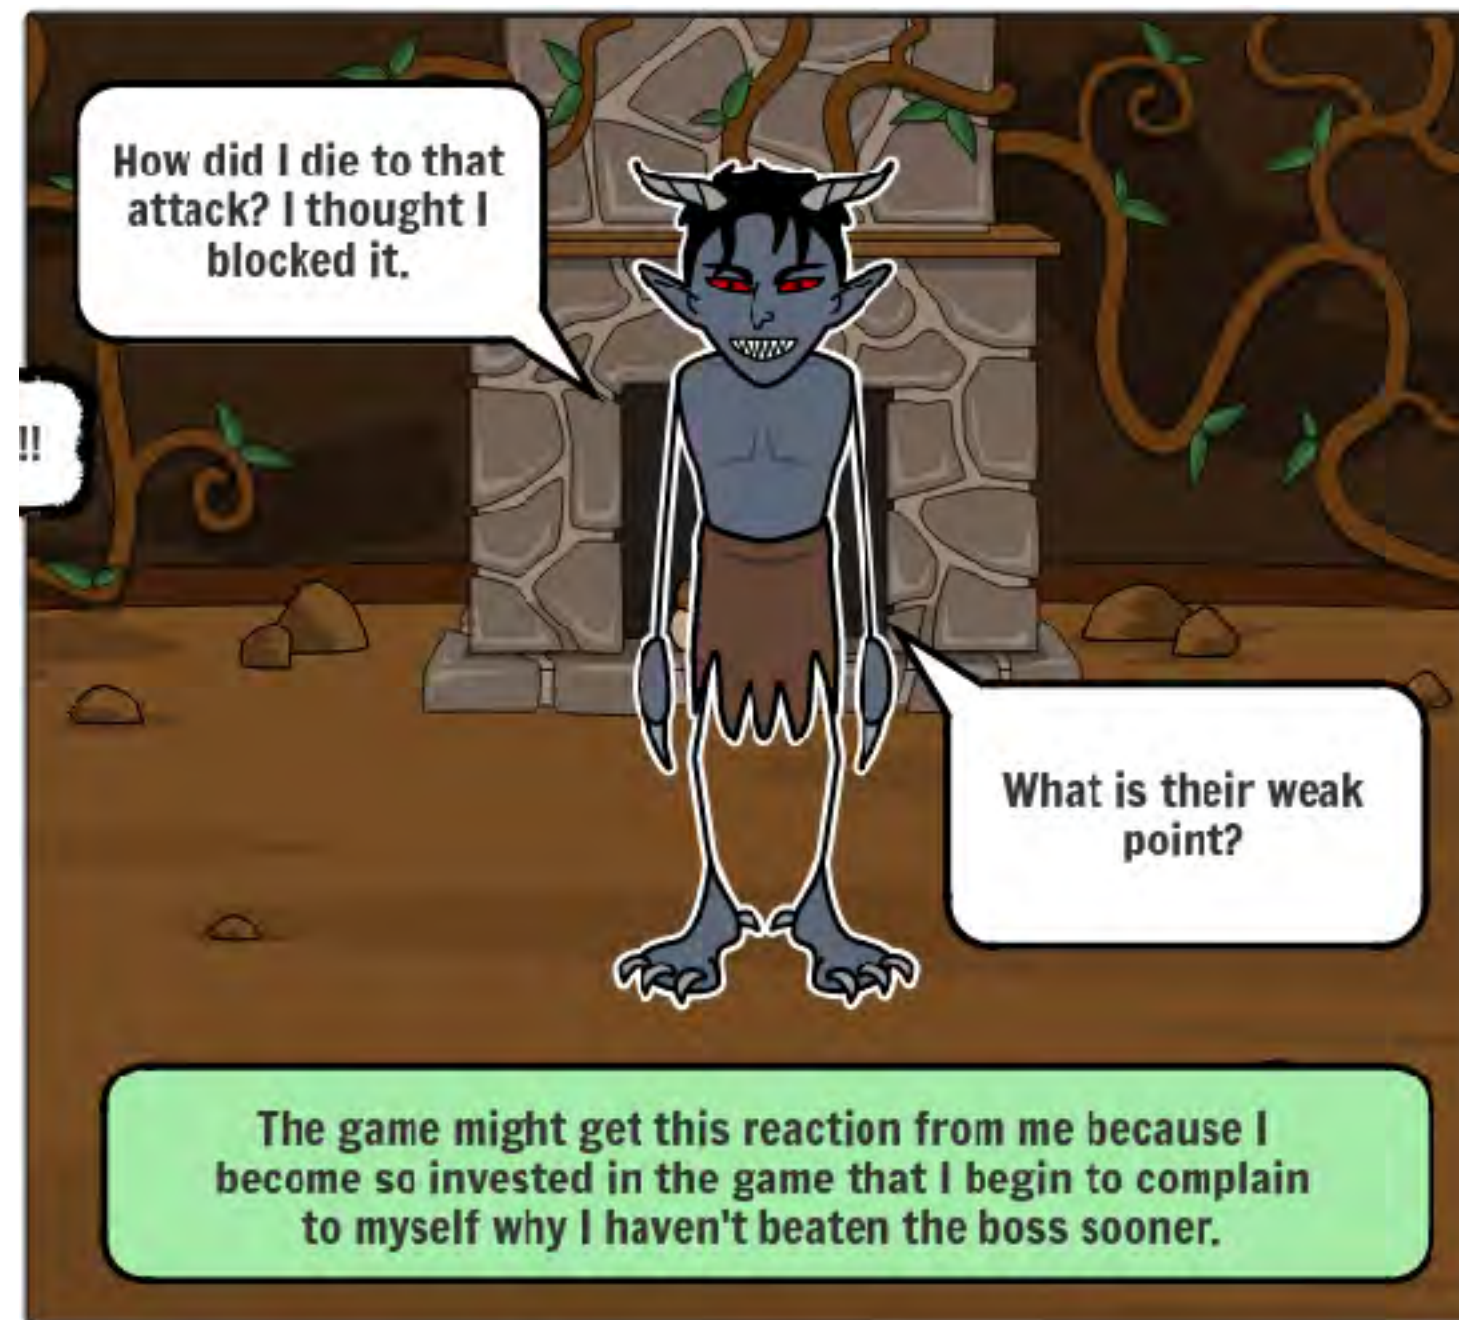 How did I die to that
attack? I thought I
blocked it.
!!
What is their weak
point?
The game might get this reaction from me because I
become so invested in the game that I begin to complain
to myself why I haven't beaten the boss sooner.